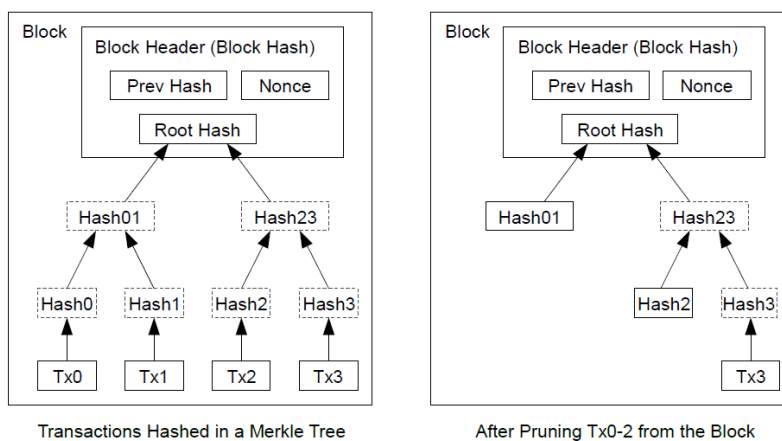 Block
Block Header (Block Hash)
Prev Hash
Nonce
Root Hash
Hash01
Hash23
Hash0
Hash1
Hash2
Hash3
Tx0
Tx1
Tx2
Tx3
Transactions Hashed in a Merkle Tree
Block
Block Header (Block Hash)
Prev Hash
Nonce
Root Hash
Hash01
Hash23
Hash2
Hash3
Tx3
After Pruning Tx0-2 from the Block